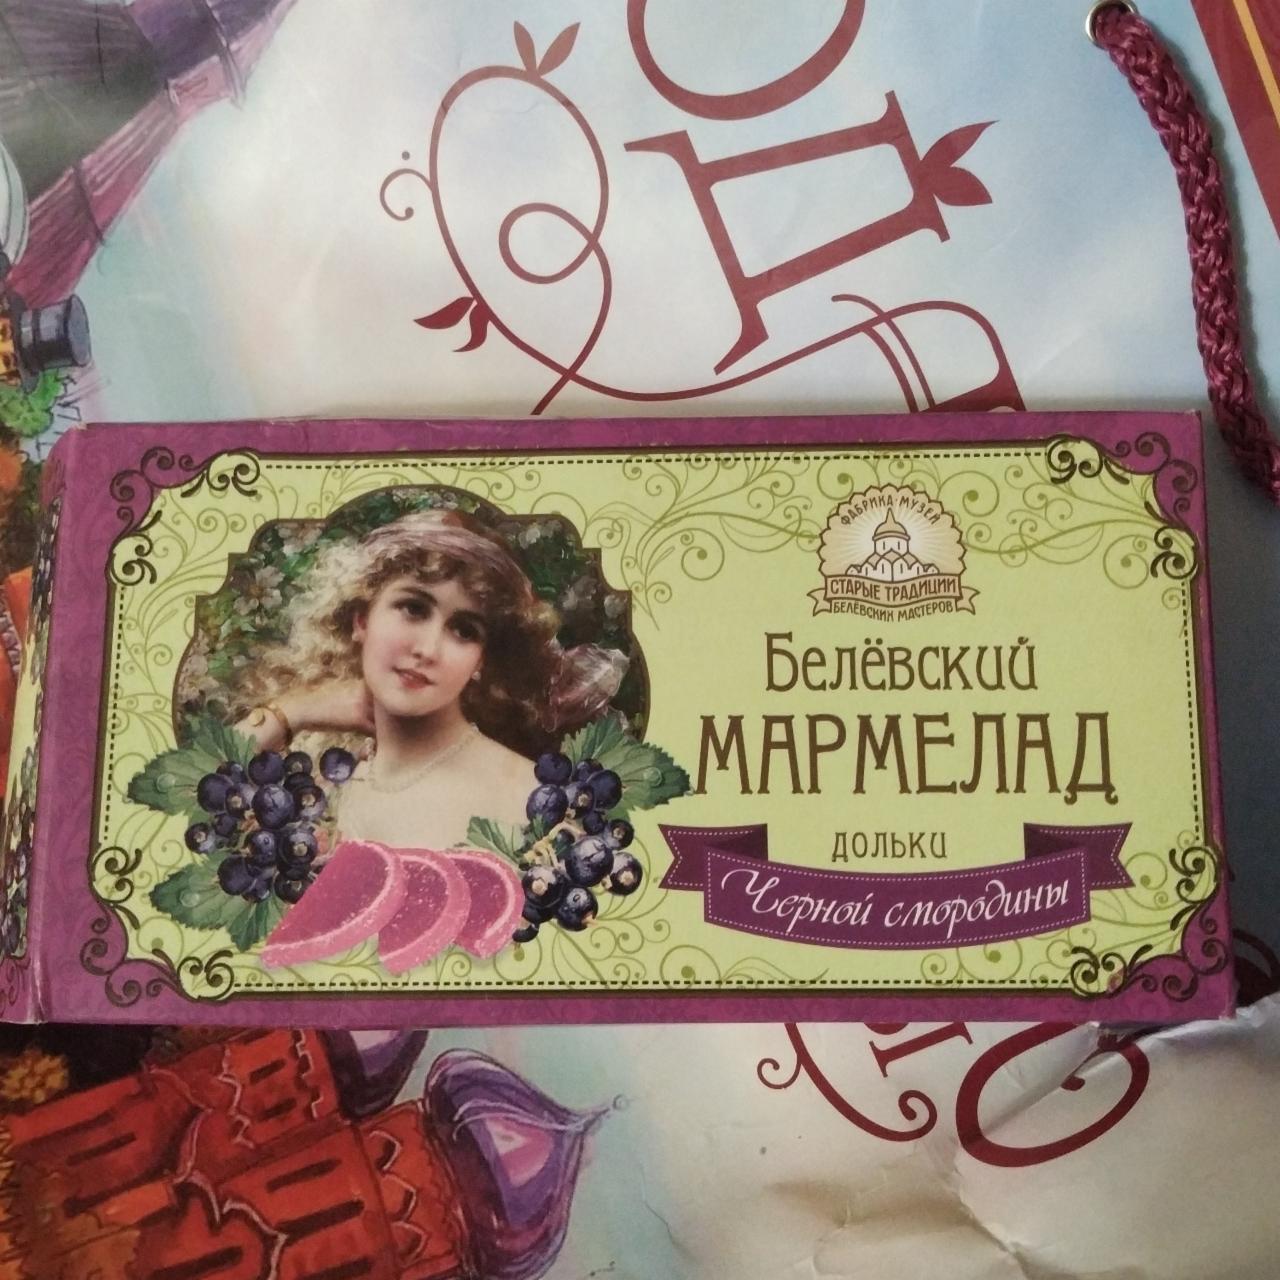 ФАБРИКА·МУЗЕЙ
СТАРЫЕ ТРАДИЦИИ
БЕЛЁВСКИХ МАСТЕРОВ
Белёвский
МАРМЕЛАД
ДОЛЬКИ
Черной смородины